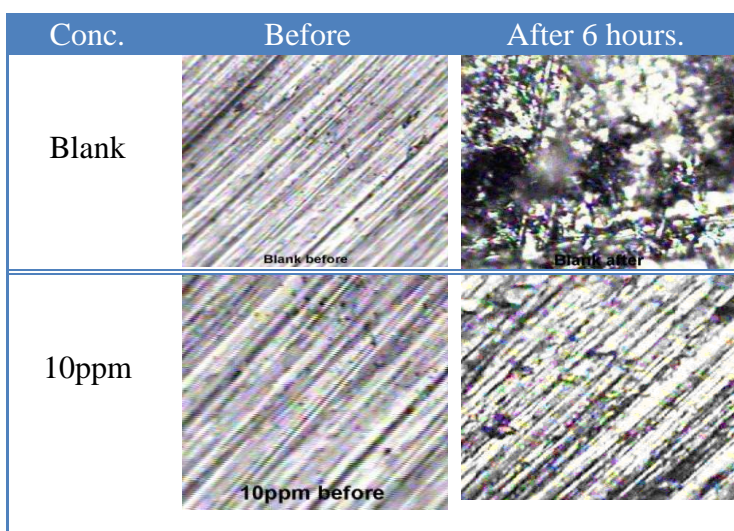 Conc. Before After 6 hours.
Blank
Blank before
Blank after
10ppm
10ppm before